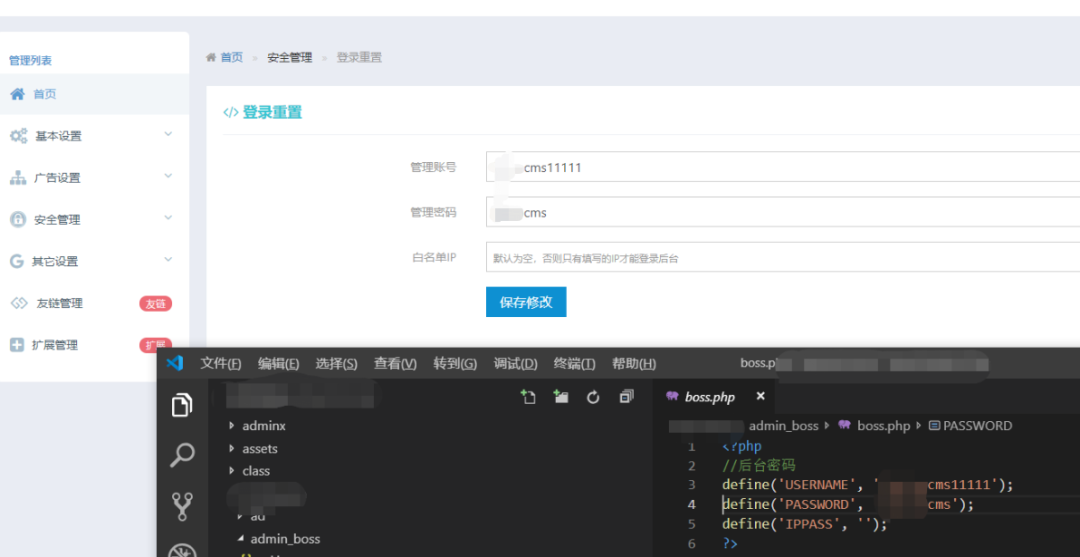 管理列表
首页
基本设置
广告设置
安全管理
其它设置
友链管理 友链
扩展管理 扩展
首页 » 安全管理 » 登录重置
</> 登录重置
管理账号 cms11111
管理密码 cms
白名单IP 默认为空，否则只有填写的IP才能登录后台
保存修改
文件(F) 编辑(E) 选择(S) 查看(V) 转到(G) 调试(D) 终端(T) 帮助(H) boss.p
adminx
assets
class
ad
admin_boss
boss.php ×
admin_boss boss.php PASSWORD
1 <?php
2 //后台密码
3 define('USERNAME', 'cms11111');
4 define('PASSWORD', cms');
5 define('IPPASS', '');
6 ?>